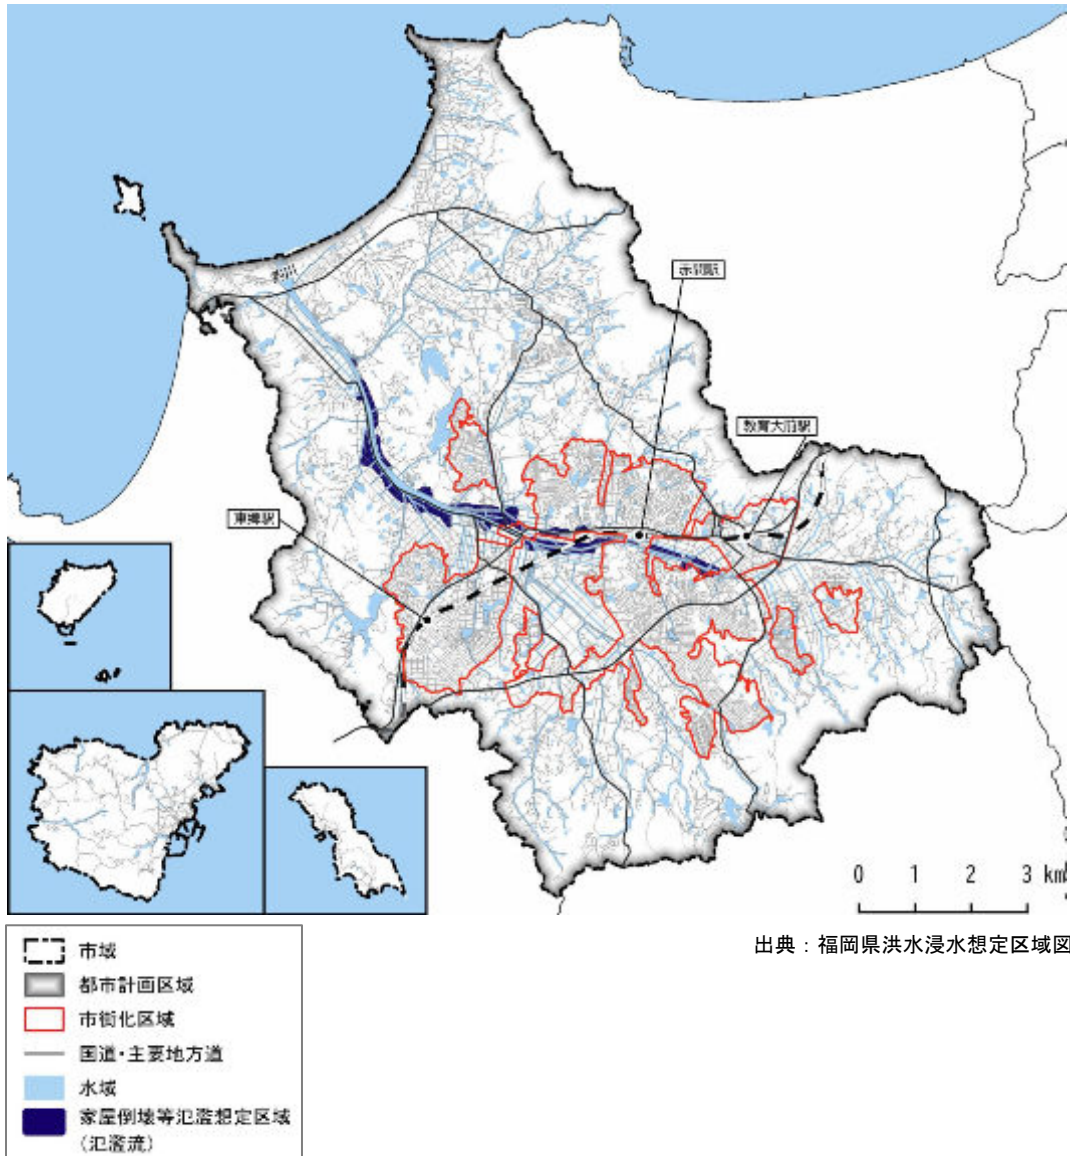 釣川
赤間駅
教育大前駅
東郷駅
0 1 2 3 km
出典：福岡県洪水浸水想定区域図
市域
都市計画区域
市街化区域
国道・主要地方道
水域
家屋倒壊等氾濫想定区域
(氾濫流)